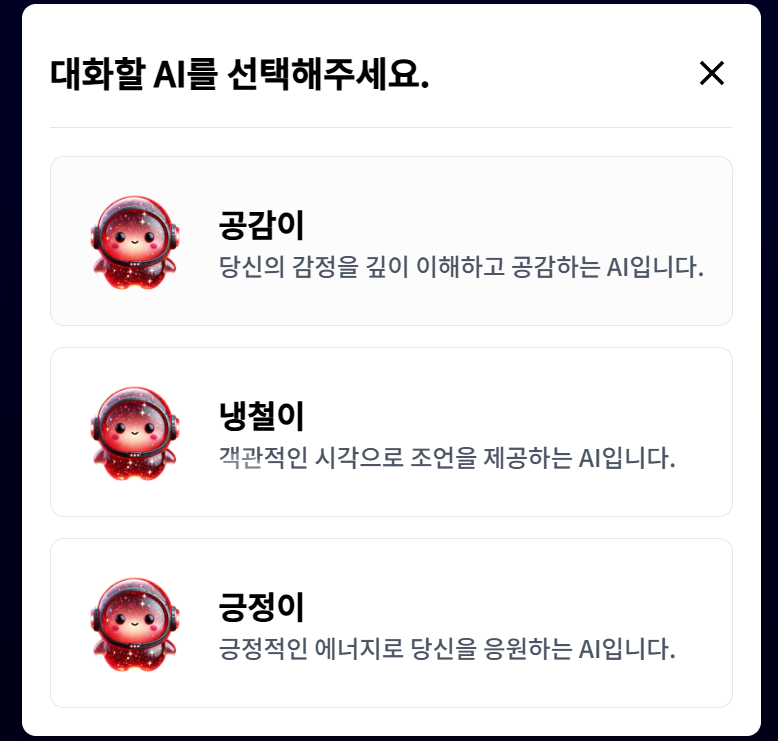 대화할 AI를 선택해주세요.
공감이
당신의 감정을 깊이 이해하고 공감하는 AI입니다.
냉철이
객관적인 시각으로 조언을 제공하는 AI입니다.
긍정이
긍정적인 에너지로 당신을 응원하는 AI입니다.